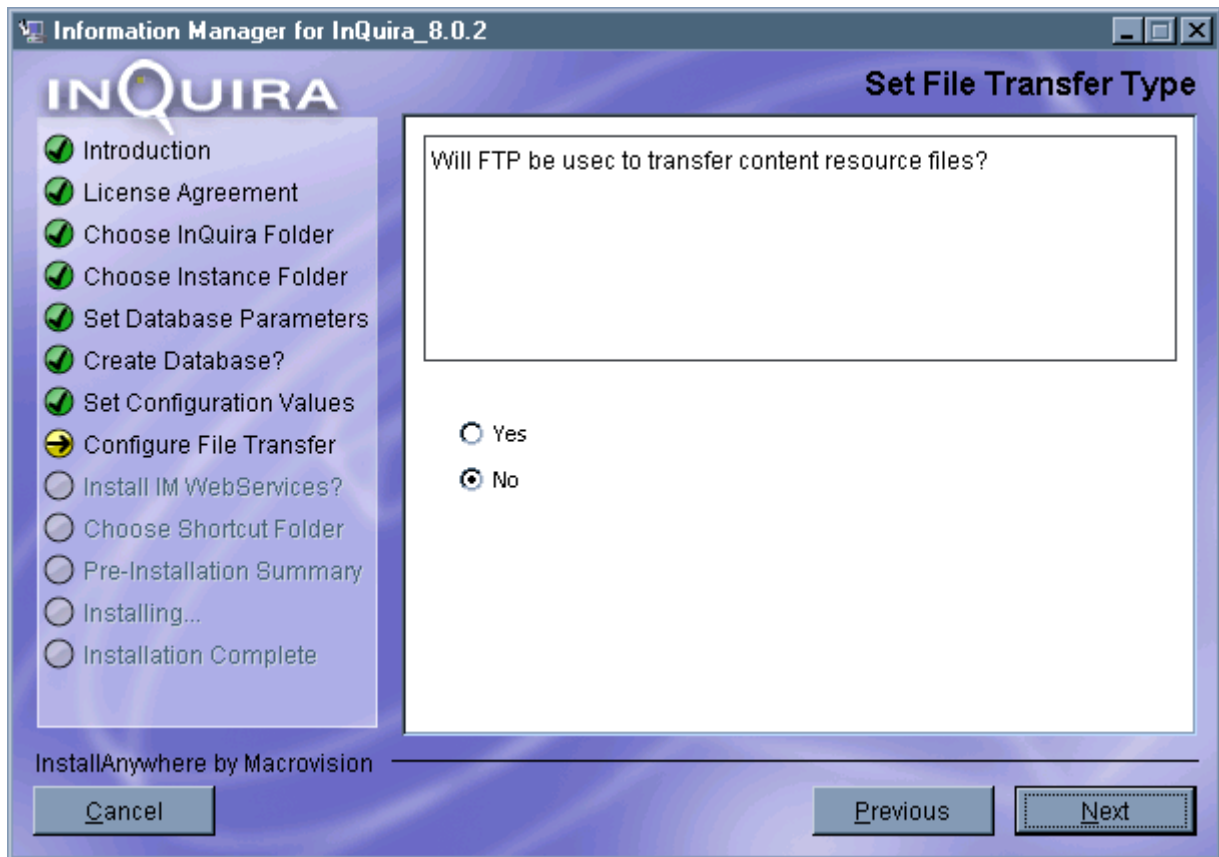 Information Manager for InQuira_8.0.2
INQUIRA
Set File Transfer Type
Introduction
License Agreement
Choose InQuira Folder
Choose Instance Folder
Set Database Parameters
Create Database?
Set Configuration Values
Configure File Transfer
Install IM WebServices?
Choose Shortcut Folder
Pre-Installation Summary
Installing...
Installation Complete
Will FTP be usec to transfer content resource files?
Yes
No
InstallAnywhere by Macrovision
Cancel
Previous
Next